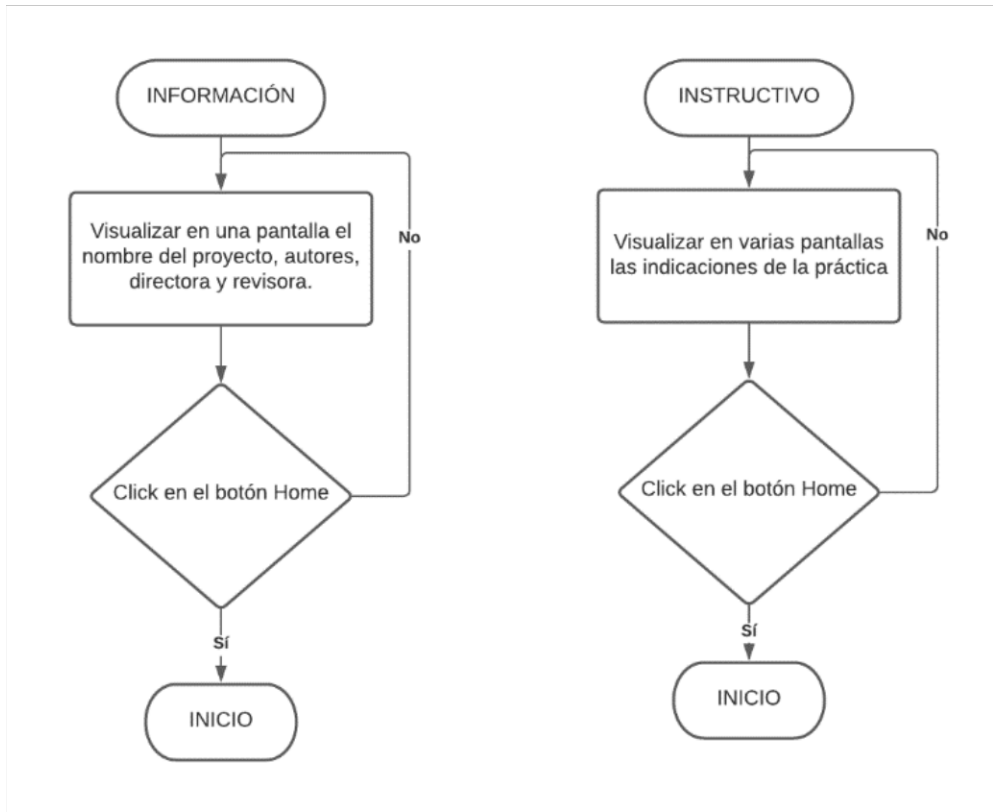 INFORMACIÓN
Visualizar en una pantalla el
nombre del proyecto, autores,
directora y revisora.
No
Click en el botón Home
Sí
INICIO
INSTRUCTIVO
Visualizar en varias pantallas
las indicaciones de la práctica
No
Click en el botón Home
Sí
INICIO